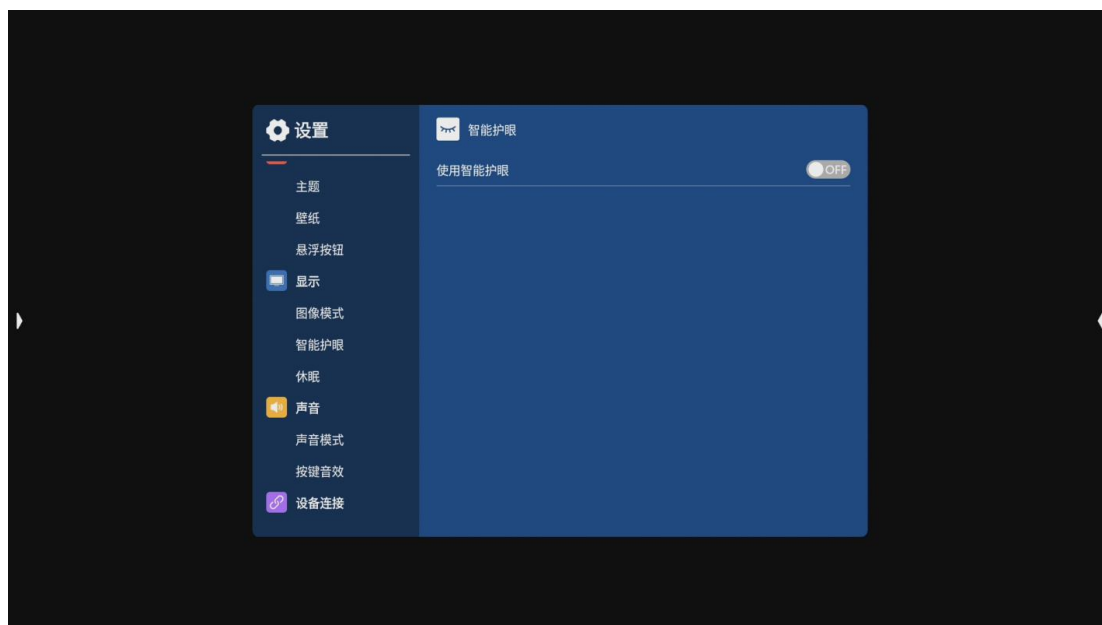 设置
主题
壁纸
悬浮按钮
显示
图像模式
智能护眼
休眠
声音
声音模式
按键音效
设备连接
智能护眼
使用智能护眼
OFF